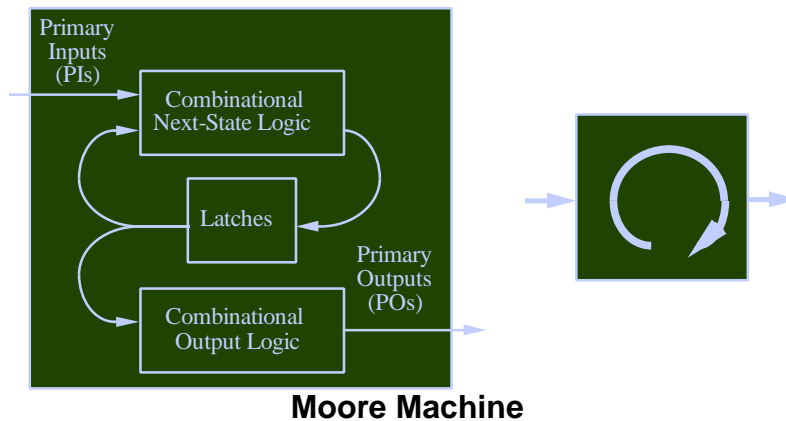 Primary
Inputs
(PIs)
Combinational
Next-State Logic
Latches
Primary
Outputs
(POs)
Combinational
Output Logic
Moore Machine